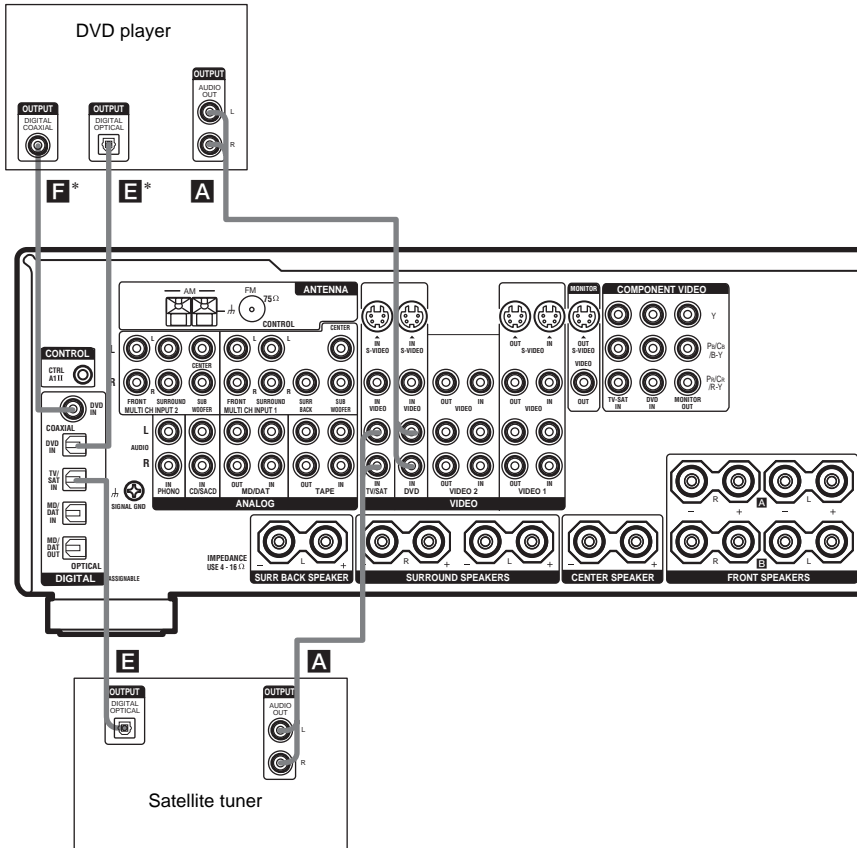 DVD player
OUTPUT
AUDIO
OUT
L
R
OUTPUT
DIGITAL
COAXIAL
OUTPUT
DIGITAL
OPTICAL
F*
E*
A
AM
FM
75Ω
ANTENNA
CONTROL
CENTER
L
R
L
L
CENTER
R
R
FRONT
SURROUND
SUB
WOOFER
MULTI CH INPUT 2
FRONT
SURROUND
SURR
BACK
SUB
WOOFER
MULTI CH INPUT 1
CONTROL
CTRL
A1II
DVD
IN
COAXIAL
DVD
IN
TV/
SAT
IN
MD/
DAT
IN
MD/
DAT
OUT
OPTICAL
DIGITAL
ASSIGNABLE
L
AUDIO
R
SIGNAL GND
IN
PHONO
IN
CD/SACD
OUT
IN
MD/DAT
OUT
IN
TAPE
ANALOG
IN
S-VIDEO
IN
S-VIDEO
OUT
IN
S-VIDEO
MONITOR
OUT
S-VIDEO
VIDEO
OUT
IN
VIDEO
IN
VIDEO
OUT
IN
VIDEO
OUT
IN
VIDEO
IN
TV/SAT
IN
DVD
OUT
IN
VIDEO 2
OUT
IN
VIDEO 1
VIDEO
COMPONENT VIDEO
Y
PB/CB
/B-Y
PR/CR
/R-Y
TV-SAT
IN
DVD
IN
MONITOR
OUT
IMPEDANCE
USE 4 - 16 Ω
– L +
SURR BACK SPEAKER
– R + – L +
SURROUND SPEAKERS
– +
CENTER SPEAKER
R L
– + A – +
R B L
– + – +
FRONT SPEAKERS
E
A
OUTPUT
DIGITAL
OPTICAL
OUTPUT
AUDIO
OUT
L
R
Satellite tuner